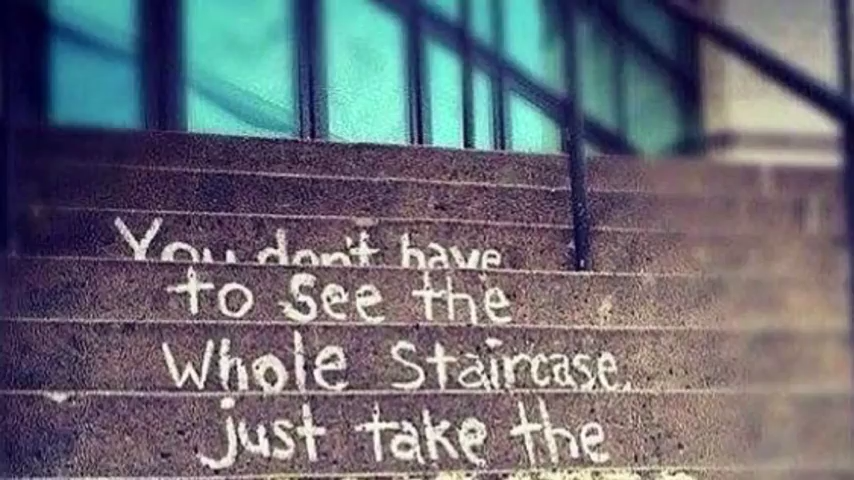 You don't have
to See the
Whole Staircase,
just take the